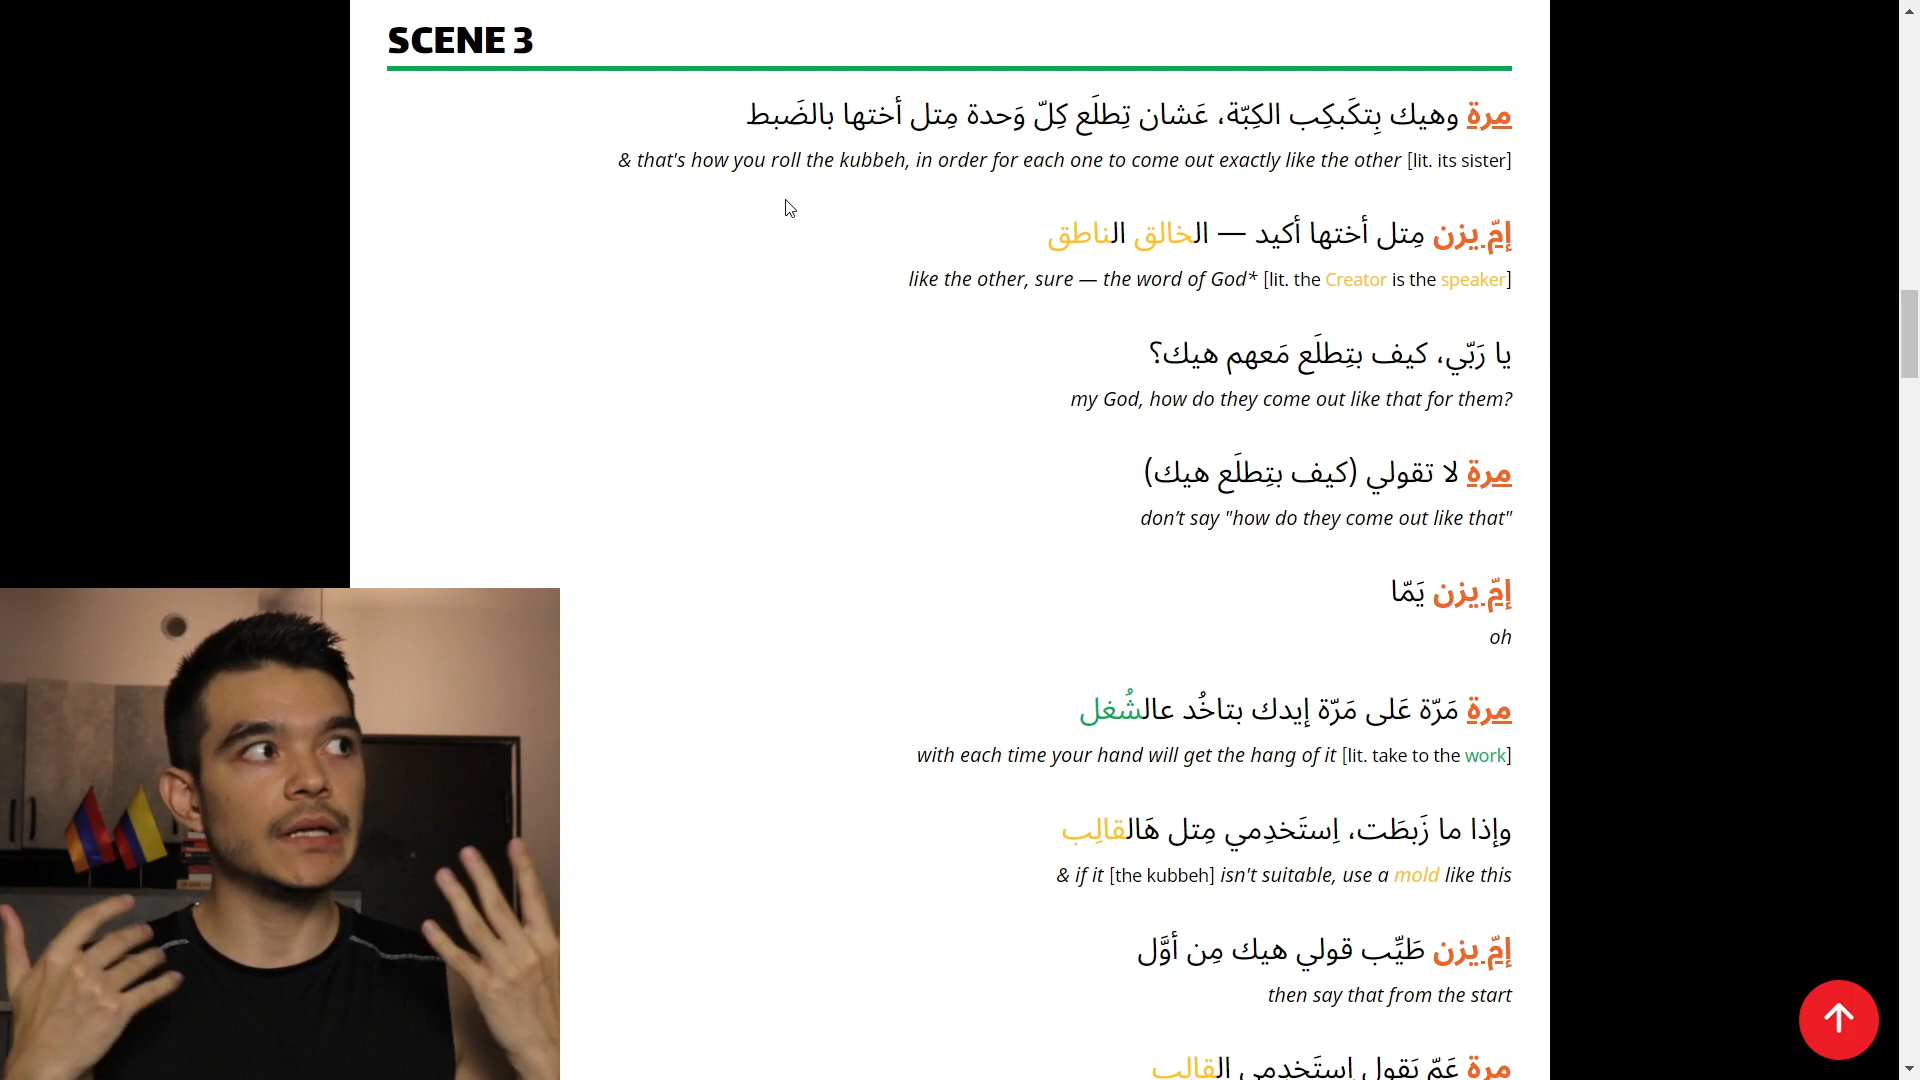 SCENE 3
مرة وهيك بِتكَبكِب الكِبّة، عَشان تِطلَع كِلّ وَحدة مِتل أختها بالضَبط
& that's how you roll the kubbeh, in order for each one to come out exactly like the other [lit. its sister]
إمّ يزن مِتل أختها أكيد — الخالق الناطق
like the other, sure — the word of God* [lit. the Creator is the speaker]
يا رَبّي، كيف بتِطلَع مَعهم هيك؟
my God, how do they come out like that for them?
مرة لا تقولي (كيف بتِطلَع هيك)
don’t say "how do they come out like that"
إمّ يزن يَمّا
oh
مرة مَرّة عَلى مَرّة إيدك بتاخُد عالشُغل
with each time your hand will get the hang of it [lit. take to the work]
وإذا ما زَبطَت، اِستَخدِمي مِتل هَالقالِب
& if it [the kubbeh] isn't suitable, use a mold like this
إمّ يزن طَيِّب قولي هيك مِن أوَّل
then say that from the start
مرة عَمّ بَقول اِستَخدِمي القالب